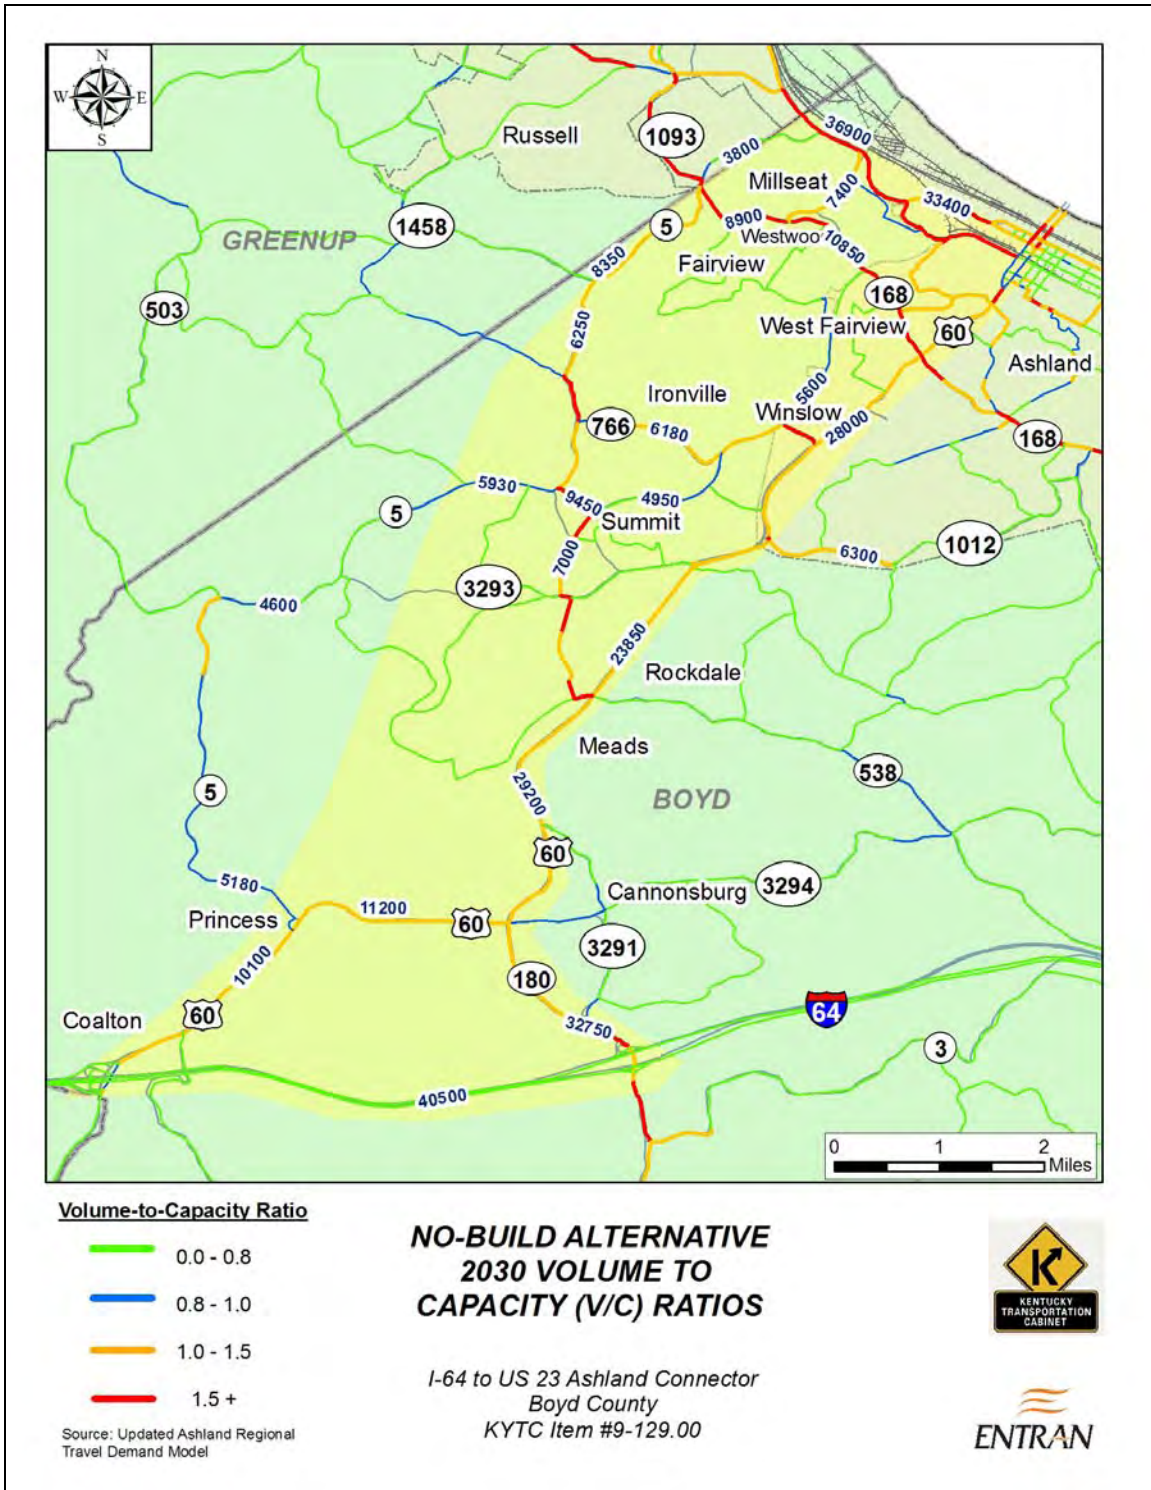 N
W
E
S
Russell
1093
3800
36900
Millseat
7400
33400
GREENUP
1458
5
8900
Westwoo
10850
8350
Fairview
503
168
6250
West Fairview
60
Ashland
Ironville
5600
766
6180
Winslow
28000
168
5930
9450
4950
5
Summit
7000
6300
1012
3293
4600
23850
Rockdale
Meads
5
29200
BOYD
538
60
5180
Cannonsburg
3294
Princess
11200
60
3291
10100
180
60
Coalton
32750
64
3
40500
0 1 2
Miles
Volume-to-Capacity Ratio
0.0 - 0.8
0.8 - 1.0
1.0 - 1.5
1.5 +
Source: Updated Ashland Regional
Travel Demand Model
NO-BUILD ALTERNATIVE
2030 VOLUME TO
CAPACITY (V/C) RATIOS
I-64 to US 23 Ashland Connector
Boyd County
KYTC Item #9-129.00
K
KENTUCKY
TRANSPORTATION
CABINET
ENTRAN